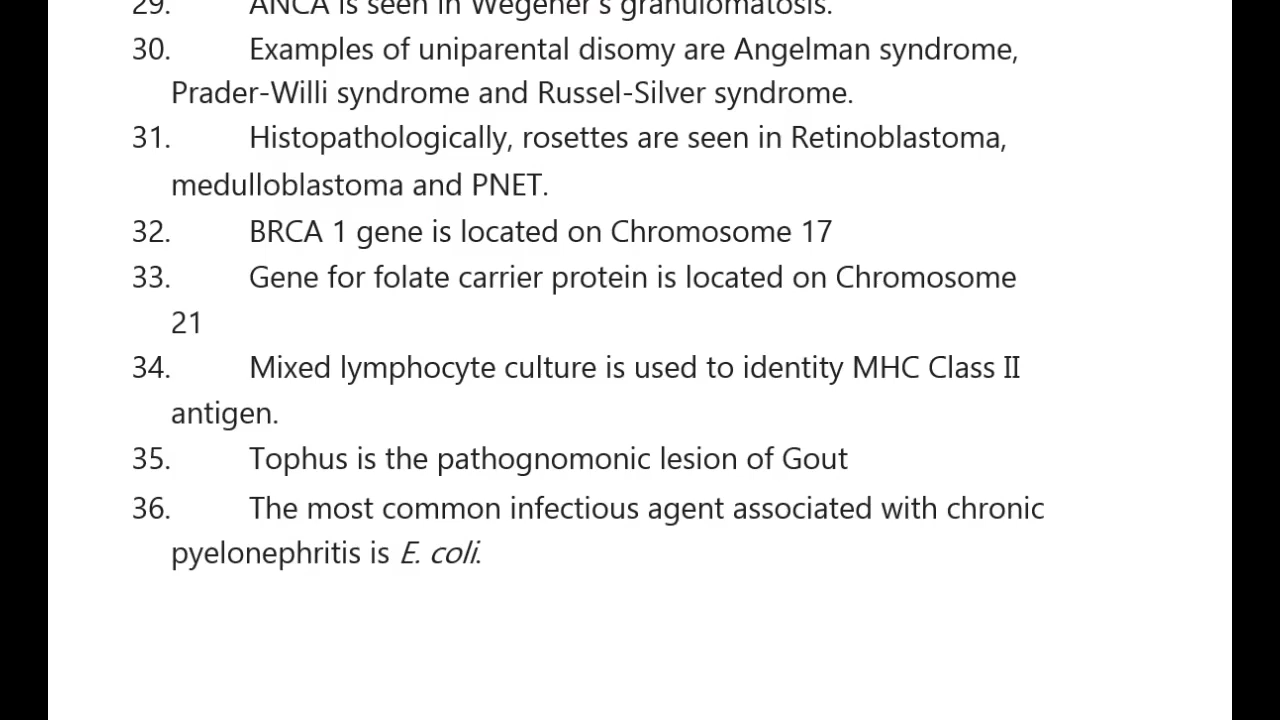 29. ANCA is seen in Wegener's granulomatosis.
30. Examples of uniparental disomy are Angelman syndrome,
Prader-Willi syndrome and Russel-Silver syndrome.
31. Histopathologically, rosettes are seen in Retinoblastoma,
medulloblastoma and PNET.
32. BRCA 1 gene is located on Chromosome 17
33. Gene for folate carrier protein is located on Chromosome
21
34. Mixed lymphocyte culture is used to identity MHC Class II
antigen.
35. Tophus is the pathognomonic lesion of Gout
36. The most common infectious agent associated with chronic
pyelonephritis is E. coli.